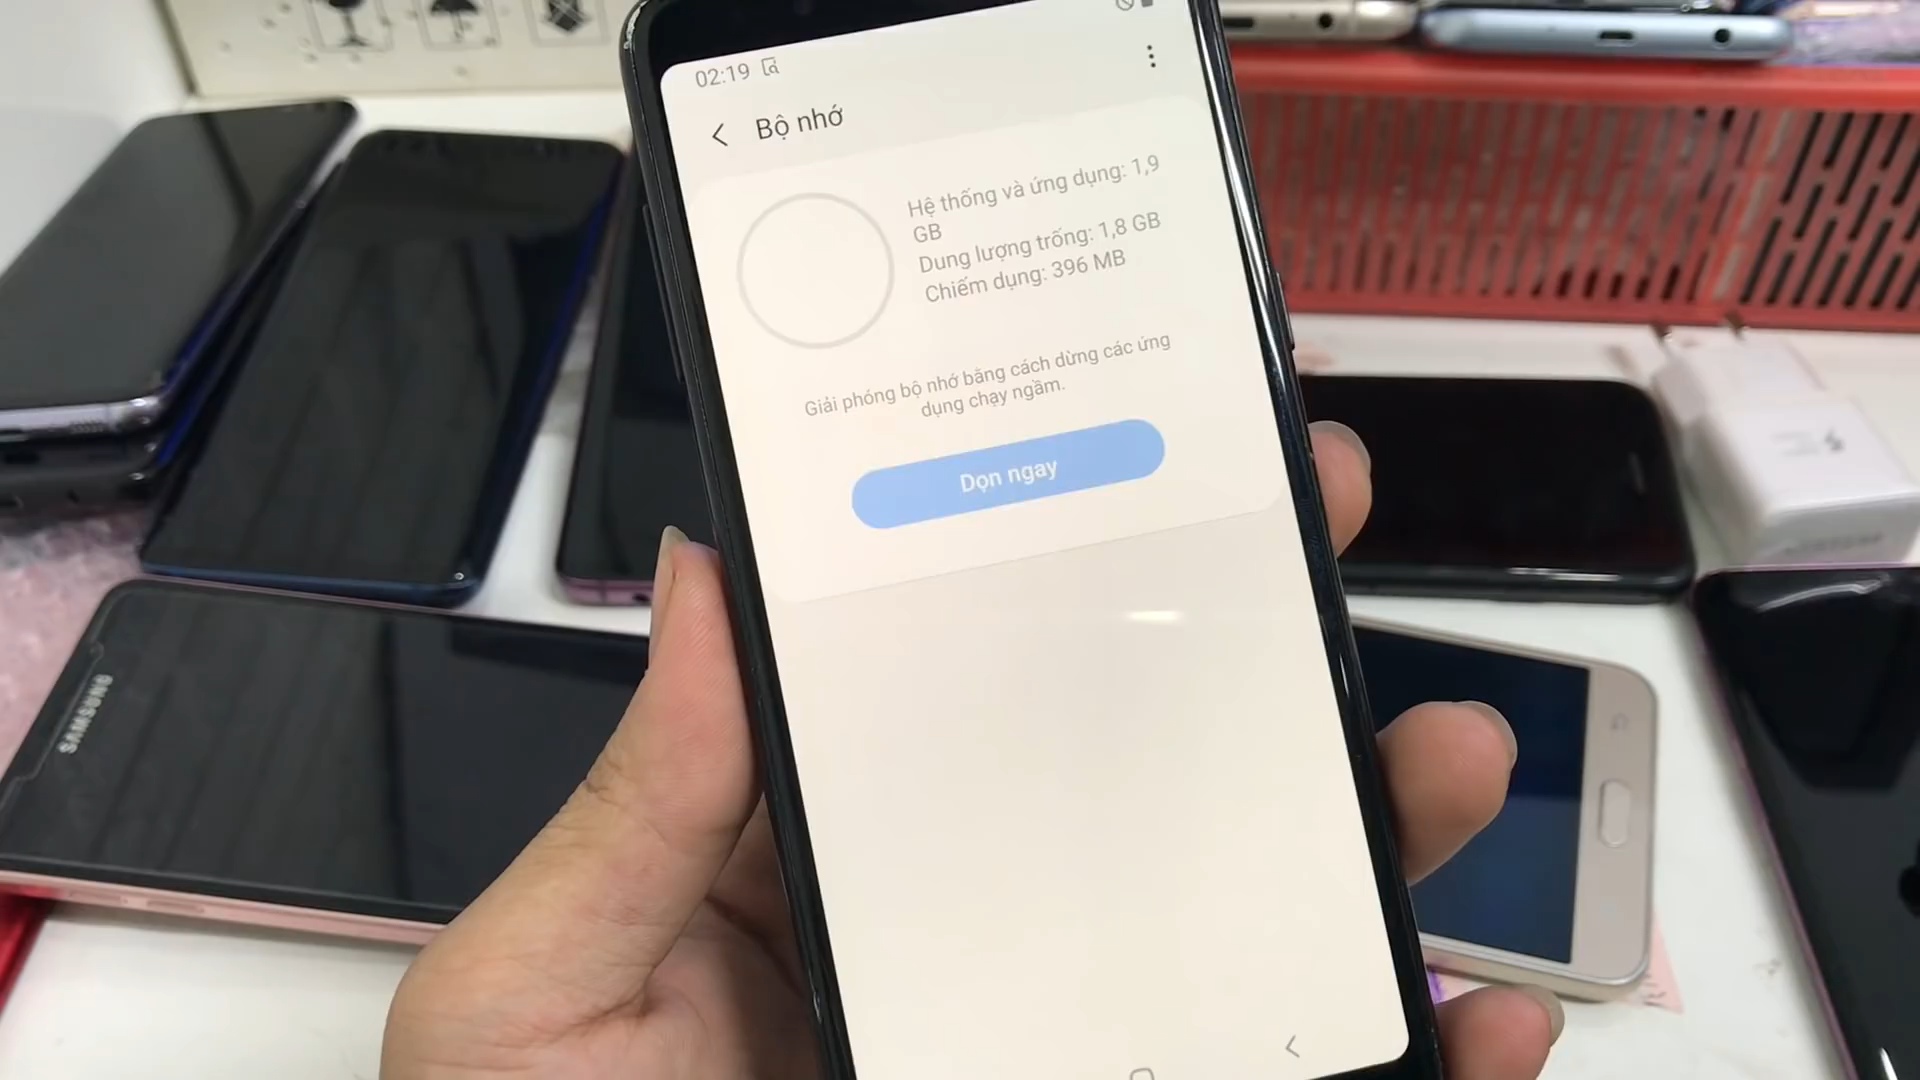 02:19
Bộ nhớ
Hệ thống và ứng dụng: 1,9
GB
Dung lượng trống: 1,8 GB
Chiếm dụng: 396 MB
Giải phóng bộ nhớ bằng cách dừng các ứng
dụng chạy ngầm.
Dọn ngay
SAMSUNG